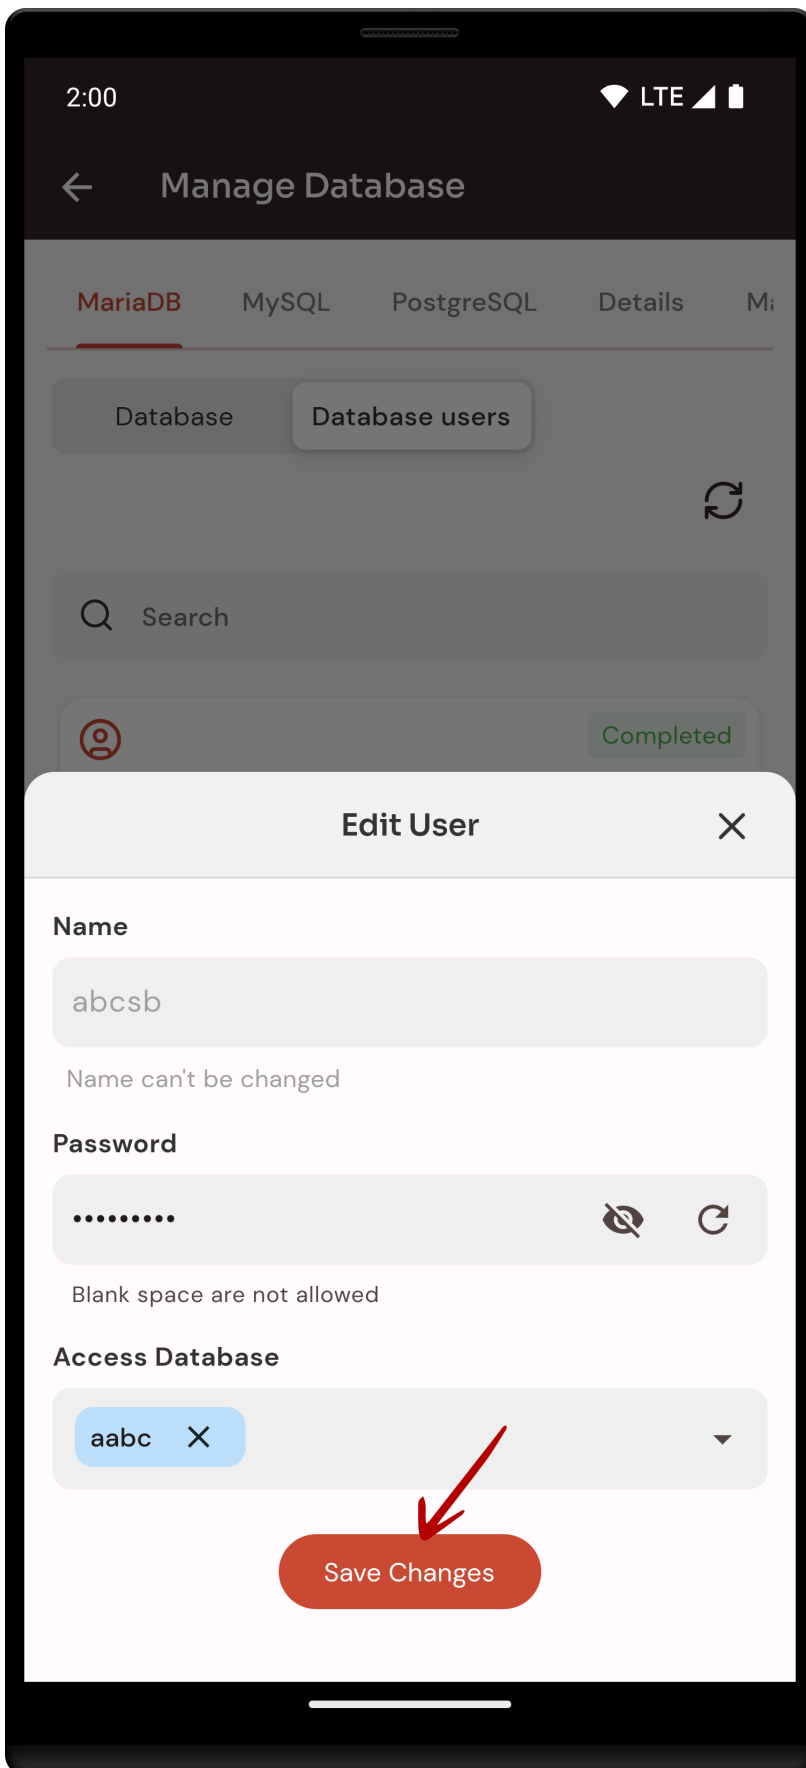 2:00 LTE
Manage Database
MariaDB MySQL PostgreSQL Details
Database Database users
Search
Completed
Edit User
Name
abcsb
Name can't be changed
Password
•••••••••
Blank space are not allowed
Access Database
aabc
Save Changes